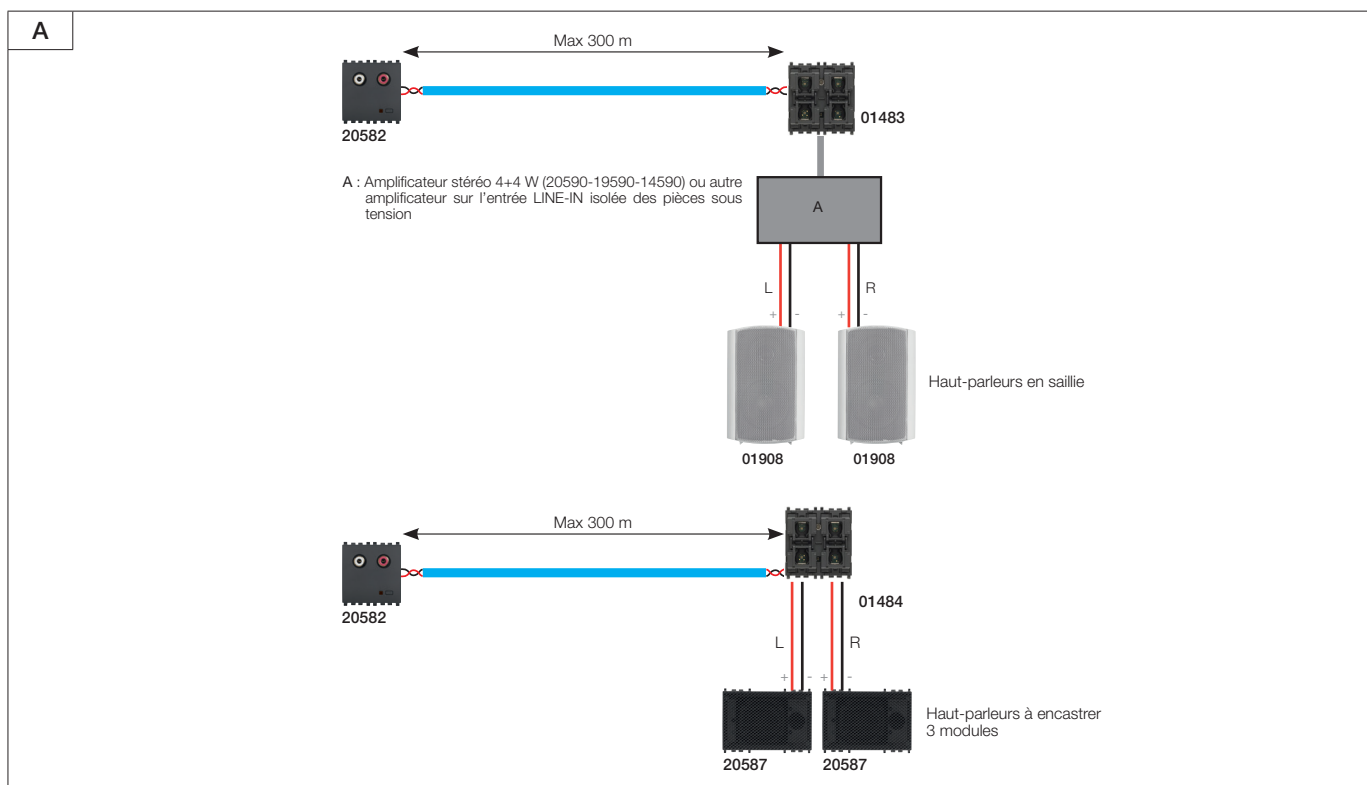 A
Max 300 m
20582
01483
A : Amplificateur stéréo 4+4 W (20590-19590-14590) ou autre
amplificateur sur l'entrée LINE-IN isolée des pièces sous
tension
A
L
R
+ - + -
Haut-parleurs en saillie
01908 01908
Max 300 m
20582
01484
L
R
+ - + -
Haut-parleurs à encastrer
3 modules
20587 20587